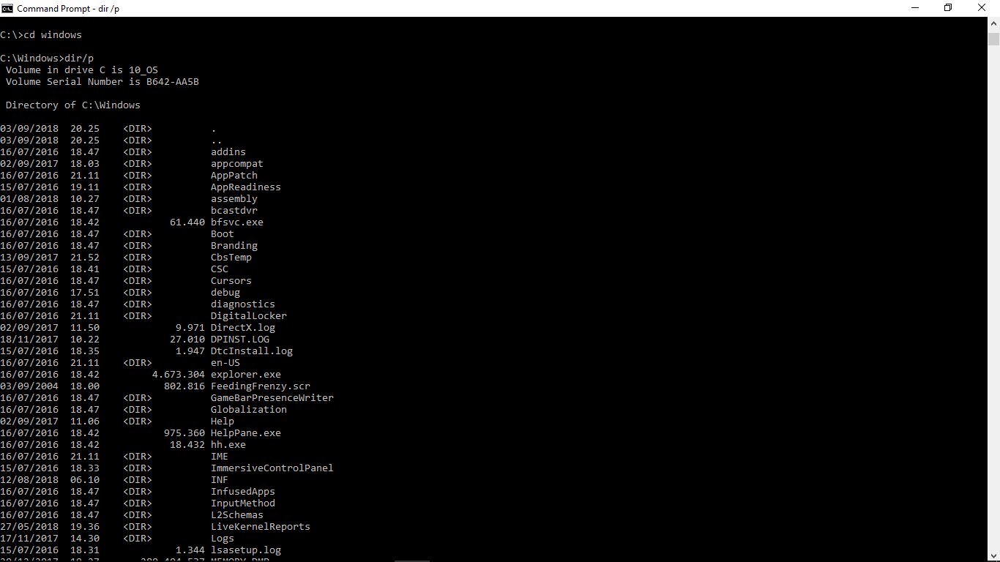 Command Prompt - dir /p
C:\>cd windows
C:\Windows>dir/p
 Volume in drive C is 10_OS
 Volume Serial Number is B642-AA5B
 Directory of C:\Windows
03/09/2018  20.25    <DIR>          .
03/09/2018  20.25    <DIR>          ..
16/07/2016  18.47    <DIR>          addins
02/09/2017  18.03    <DIR>          appcompat
16/07/2016  21.11    <DIR>          AppPatch
15/07/2016  19.11    <DIR>          AppReadiness
01/08/2018  10.27    <DIR>          assembly
16/07/2016  18.47    <DIR>          bcastdvr
16/07/2016  18.42            61.440 bfsvc.exe
16/07/2016  18.47    <DIR>          Boot
16/07/2016  18.47    <DIR>          Branding
13/09/2017  21.52    <DIR>          CbsTemp
15/07/2016  18.41    <DIR>          CSC
16/07/2016  18.47    <DIR>          Cursors
16/07/2016  17.51    <DIR>          debug
16/07/2016  18.47    <DIR>          diagnostics
16/07/2016  21.11    <DIR>          DigitalLocker
02/09/2017  11.50             9.971 DirectX.log
18/11/2017  10.22            27.010 DPINST.LOG
15/07/2016  18.35             1.947 DtcInstall.log
16/07/2016  21.11    <DIR>          en-US
16/07/2016  18.42         4.673.304 explorer.exe
03/09/2004  18.00           802.816 FeedingFrenzy.scr
16/07/2016  18.47    <DIR>          GameBarPresenceWriter
16/07/2016  18.47    <DIR>          Globalization
02/09/2017  11.06    <DIR>          Help
16/07/2016  18.42           975.360 HelpPane.exe
16/07/2016  18.42            18.432 hh.exe
16/07/2016  21.11    <DIR>          IME
15/07/2016  18.33    <DIR>          ImmersiveControlPanel
12/08/2018  06.10    <DIR>          INF
16/07/2016  18.47    <DIR>          InfusedApps
16/07/2016  18.47    <DIR>          InputMethod
16/07/2016  18.47    <DIR>          L2Schemas
27/05/2018  19.36    <DIR>          LiveKernelReports
17/11/2017  14.30    <DIR>          Logs
15/07/2016  18.31             1.344 lsasetup.log
MEMORY.DMP